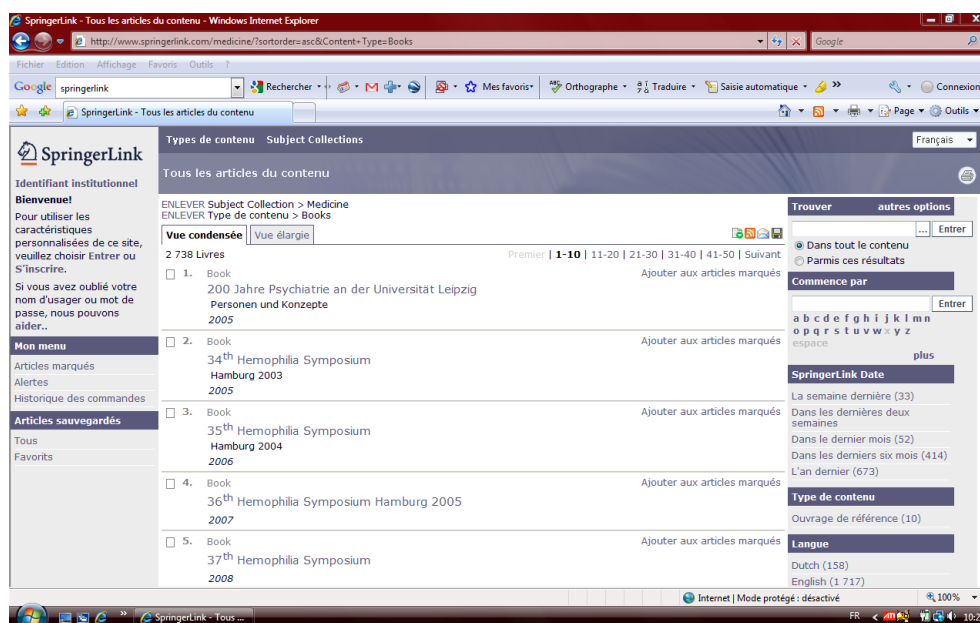 SpringerLink - Tous les articles du contenu - Windows Internet Explorer
http://www.springerlink.com/medicine/?sortorder=asc&Content+Type=Books
Google
Fichier Edition Affichage Favoris Outils ?
Google springerlink Rechercher Mes favoris Orthographe Traduire Saisie automatique » Connexion
SpringerLink - Tous les articles du contenu Page Outils
SpringerLink
Identifiant institutionnel
Bienvenue!
Pour utiliser les
caractéristiques
personnalisées de ce site,
veuillez choisir Entrer ou
S'inscrire.
Si vous avez oublié votre
nom d'usager ou mot de
passe, nous pouvons
aider..
Mon menu
Articles marqués
Alertes
Historique des commandes
Articles sauvegardés
Tous
Favorits
Types de contenu Subject Collections Français
Tous les articles du contenu
ENLEVER Subject Collection > Medicine
ENLEVER Type de contenu > Books
Vue condensée Vue élargie
2 738 Livres Premier | 1-10 | 11-20 | 21-30 | 31-40 | 41-50 | Suivant
1. Book Ajouter aux articles marqués
200 Jahre Psychiatrie an der Universität Leipzig
Personen und Konzepte
2005
2. Book Ajouter aux articles marqués
34th Hemophilia Symposium
Hamburg 2003
2005
3. Book Ajouter aux articles marqués
35th Hemophilia Symposium
Hamburg 2004
2006
4. Book Ajouter aux articles marqués
36th Hemophilia Symposium Hamburg 2005
2007
5. Book Ajouter aux articles marqués
37th Hemophilia Symposium
2008
Trouver autres options
... Entrer
Dans tout le contenu
Parmis ces résultats
Commence par
Entrer
a b c d e f g h i j k l m n
o p q r s t u v w x y z
espace
plus
SpringerLink Date
La semaine dernière (33)
Dans les dernières deux
semaines
Dans le dernier mois (52)
Dans les derniers six mois (414)
L'an dernier (673)
Type de contenu
Ouvrage de référence (10)
Langue
Dutch (158)
English (1 717)
Internet | Mode protégé : désactivé 100%
» SpringerLink - Tous ... FR